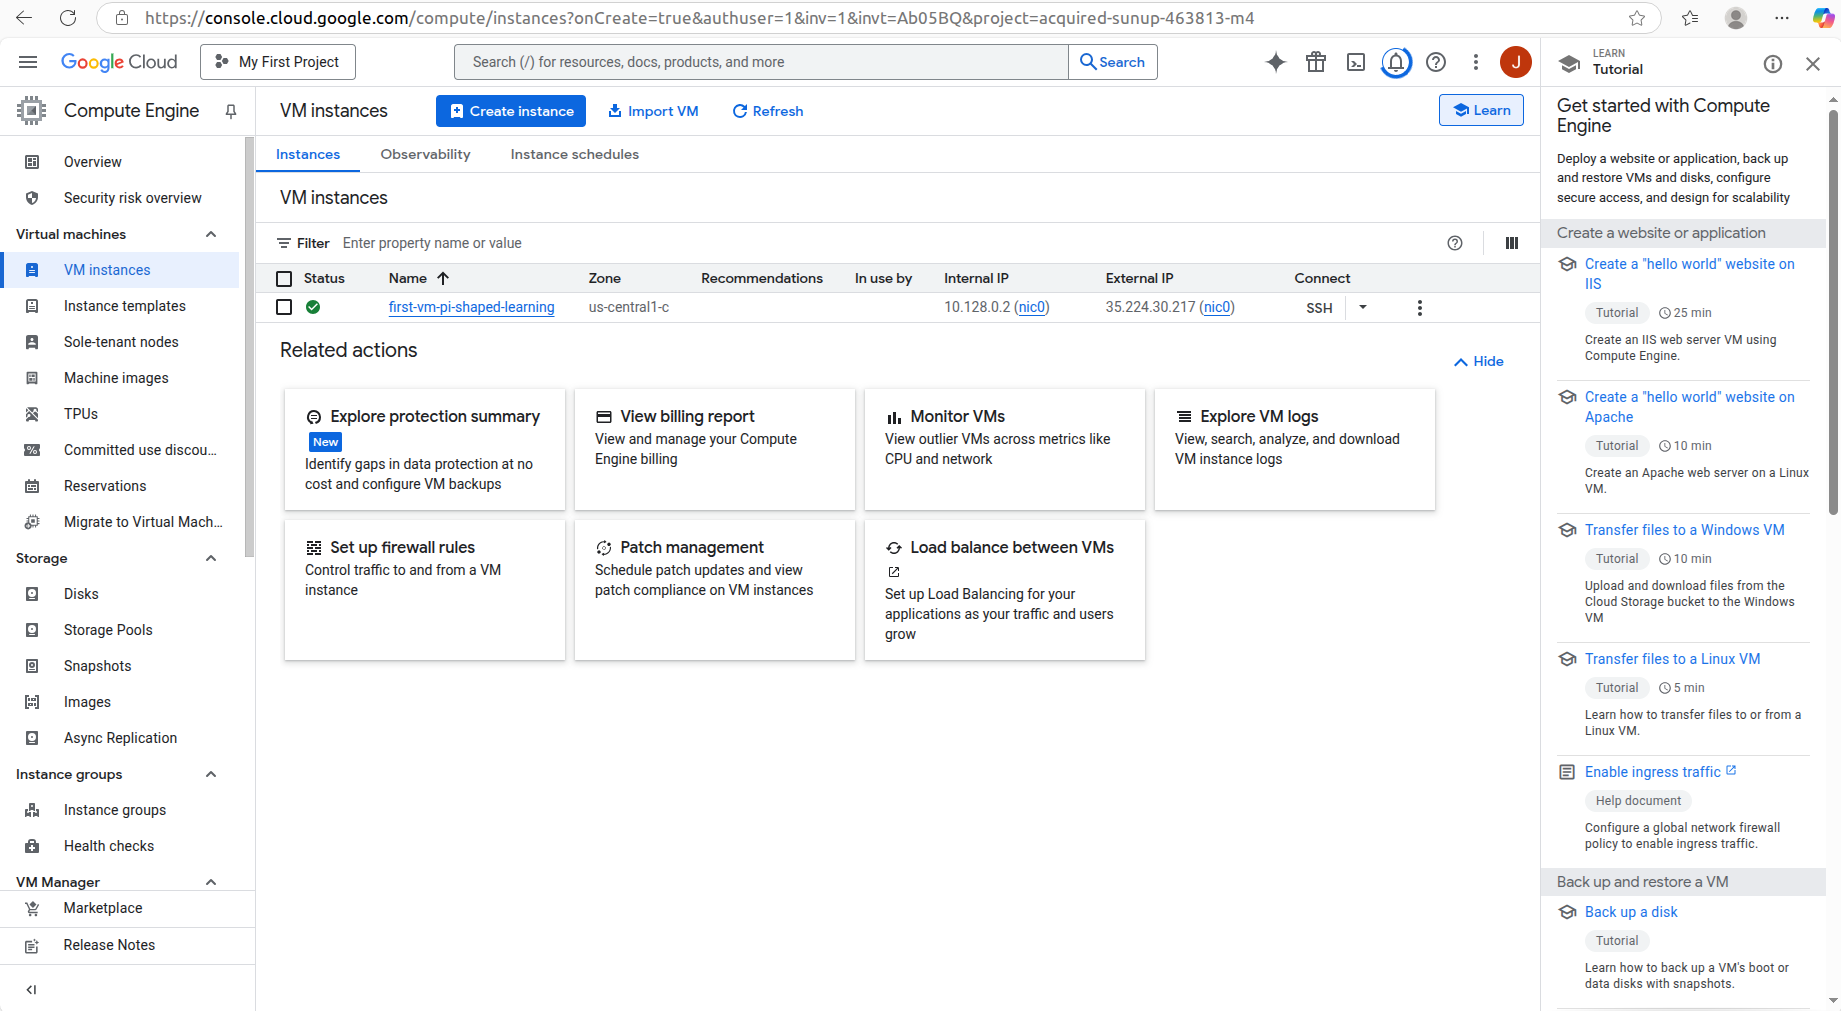 https://console.cloud.google.com/compute/instances?onCreate=true&authuser=1&inv=1&invt=Ab05BQ&project=acquired-sunup-463813-m4
Google Cloud
My First Project
Search (/) for resources, docs, products, and more
Search
J
LEARN
Tutorial
Compute Engine
VM instances
Create instance
Import VM
Refresh
Learn
Overview
Security risk overview
Virtual machines
VM instances
Instance templates
Sole-tenant nodes
Machine images
TPUs
Committed use discou...
Reservations
Migrate to Virtual Mach...
Storage
Disks
Storage Pools
Snapshots
Images
Async Replication
Instance groups
Instance groups
Health checks
VM Manager
Marketplace
Release Notes
Instances
Observability
Instance schedules
VM instances
Filter Enter property name or value
Status Name Zone Recommendations In use by Internal IP External IP Connect
first-vm-pi-shaped-learning us-central1-c 10.128.0.2 (nic0) 35.224.30.217 (nic0) SSH
Related actions
Hide
Explore protection summary
New
Identify gaps in data protection at no
cost and configure VM backups
View billing report
View and manage your Compute
Engine billing
Monitor VMs
View outlier VMs across metrics like
CPU and network
Explore VM logs
View, search, analyze, and download
VM instance logs
Set up firewall rules
Control traffic to and from a VM
instance
Patch management
Schedule patch updates and view
patch compliance on VM instances
Load balance between VMs
Set up Load Balancing for your
applications as your traffic and users
grow
Get started with Compute
Engine
Deploy a website or application, back up
and restore VMs and disks, configure
secure access, and design for scalability
Create a website or application
Create a "hello world" website on
IIS
Tutorial 25 min
Create an IIS web server VM using
Compute Engine.
Create a "hello world" website on
Apache
Tutorial 10 min
Create an Apache web server on a Linux
VM.
Transfer files to a Windows VM
Tutorial 10 min
Upload and download files from the
Cloud Storage bucket to the Windows
VM
Transfer files to a Linux VM
Tutorial 5 min
Learn how to transfer files to or from a
Linux VM.
Enable ingress traffic
Help document
Configure a global network firewall
policy to enable ingress traffic.
Back up and restore a VM
Back up a disk
Tutorial
Learn how to back up a VM's boot or
data disks with snapshots.